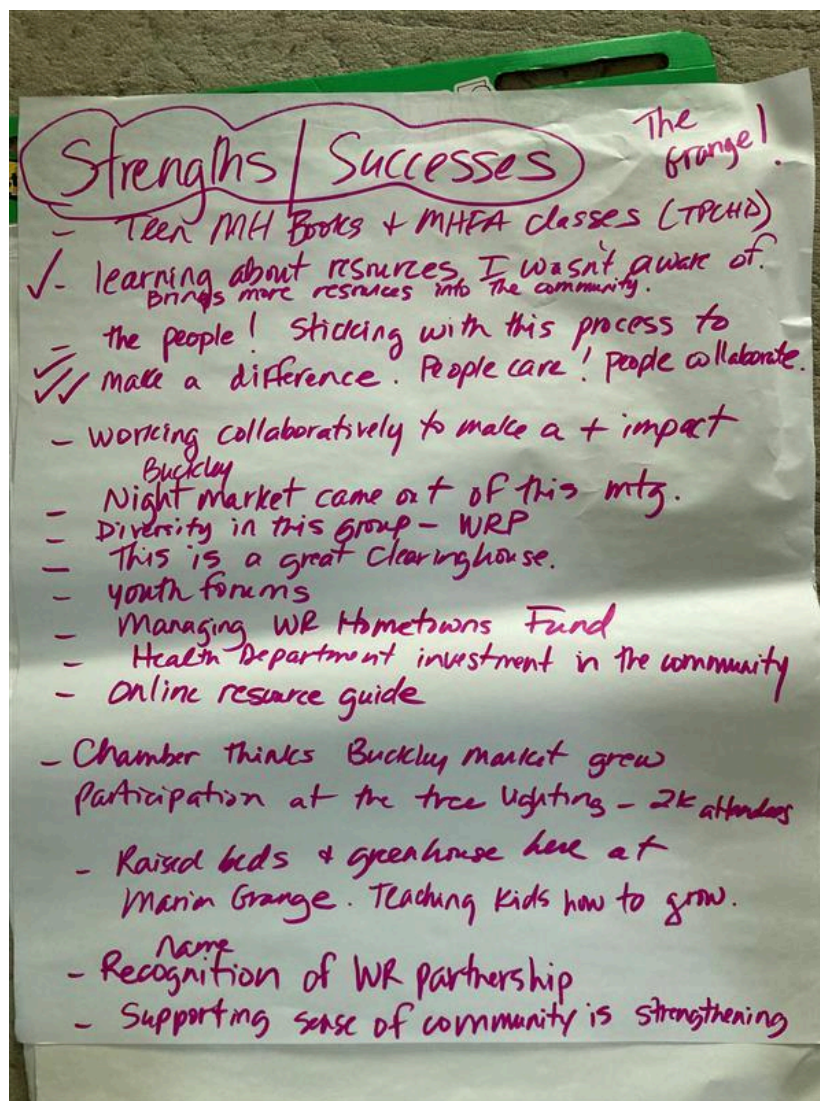 Strengths / Successes
The
Grange!
- Teen MH Books + MHFA classes (TPCHD)
✓- learning about resources I wasn't aware of.
Brings more resources into the community.
- the people! Sticking with this process to
✓✓✓ make a difference. People care! people collaborate.
- working collaboratively to make a + impact
Buckley
- Night market came out of this mtg.
- Diversity in this group - WRP
- This is a great Clearinghouse.
- youth forums
- Managing WR Hometowns Fund
- Health Department investment in the community
- Online resource guide
- Chamber thinks Buckley market grew
participation at the tree lighting - 2K attendees
- Raised beds & greenhouse here at
Marion Grange. Teaching kids how to grow.
name
- Recognition of WR partnership
- Supporting sense of community is strengthening